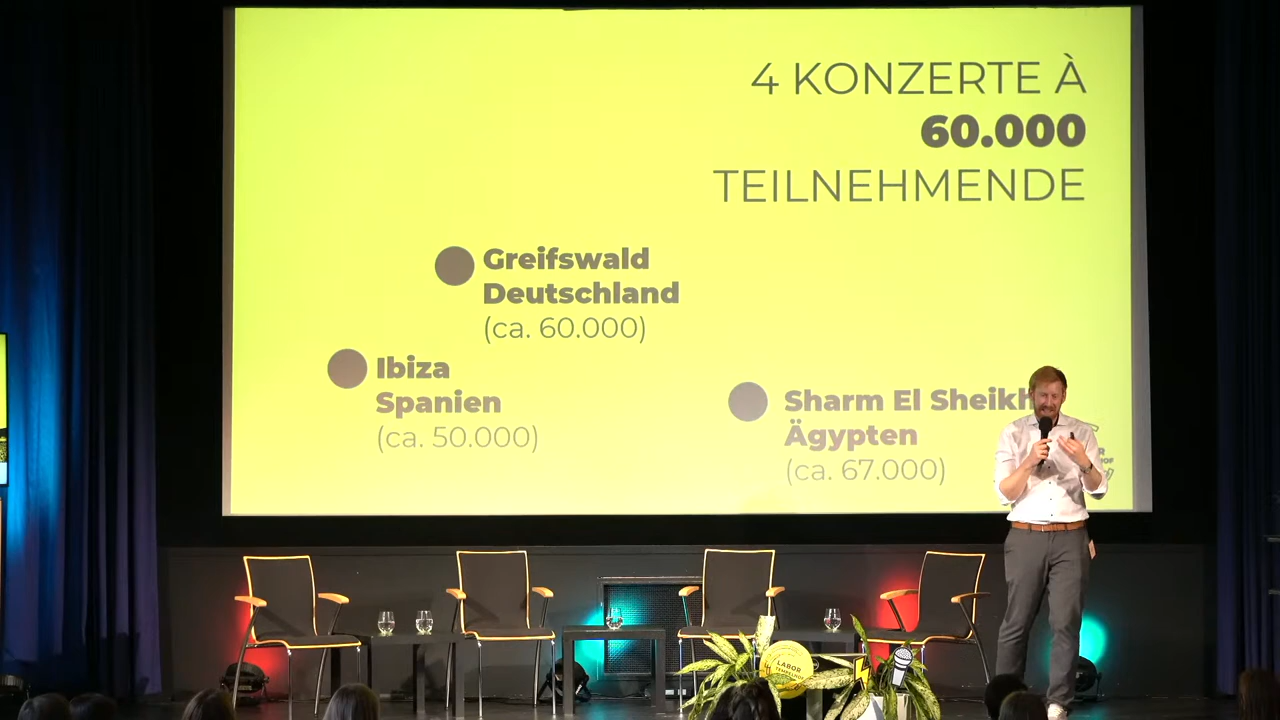 4 KONZERTE À
60.000
TEILNEHMENDE
Greifswald
Deutschland
(ca. 60.000)
Ibiza
Spanien
(ca. 50.000)
Sharm El Sheikh
Ägypten
(ca. 67.000)
LABOR